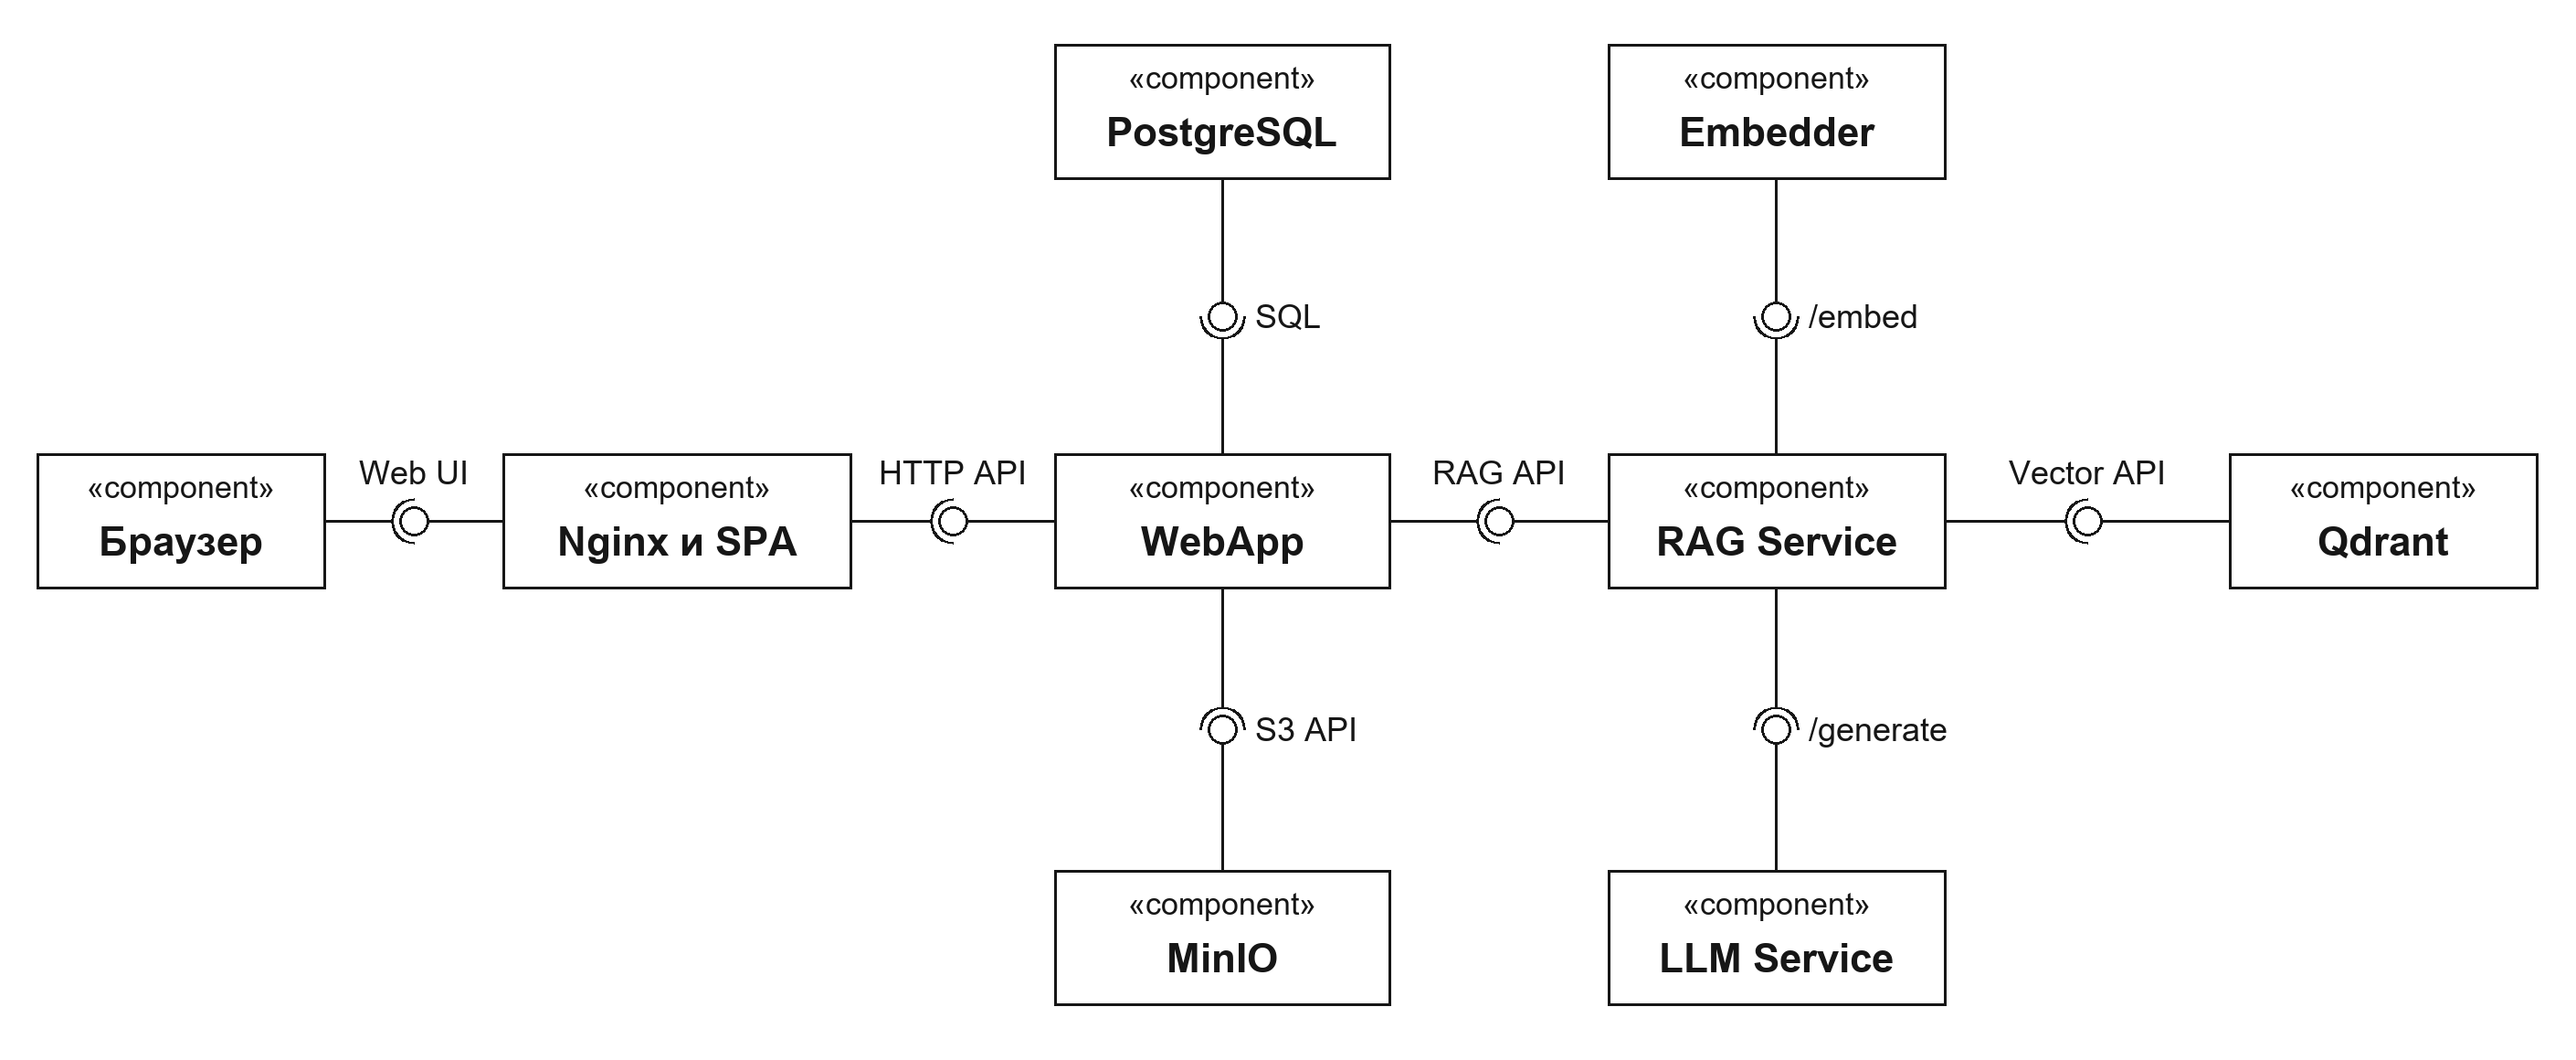 «component»
PostgreSQL
«component»
Embedder
SQL
/embed
«component»
Браузер
Web UI
«component»
Nginx и SPA
HTTP API
«component»
WebApp
RAG API
«component»
RAG Service
Vector API
«component»
Qdrant
S3 API
/generate
«component»
MinIO
«component»
LLM Service